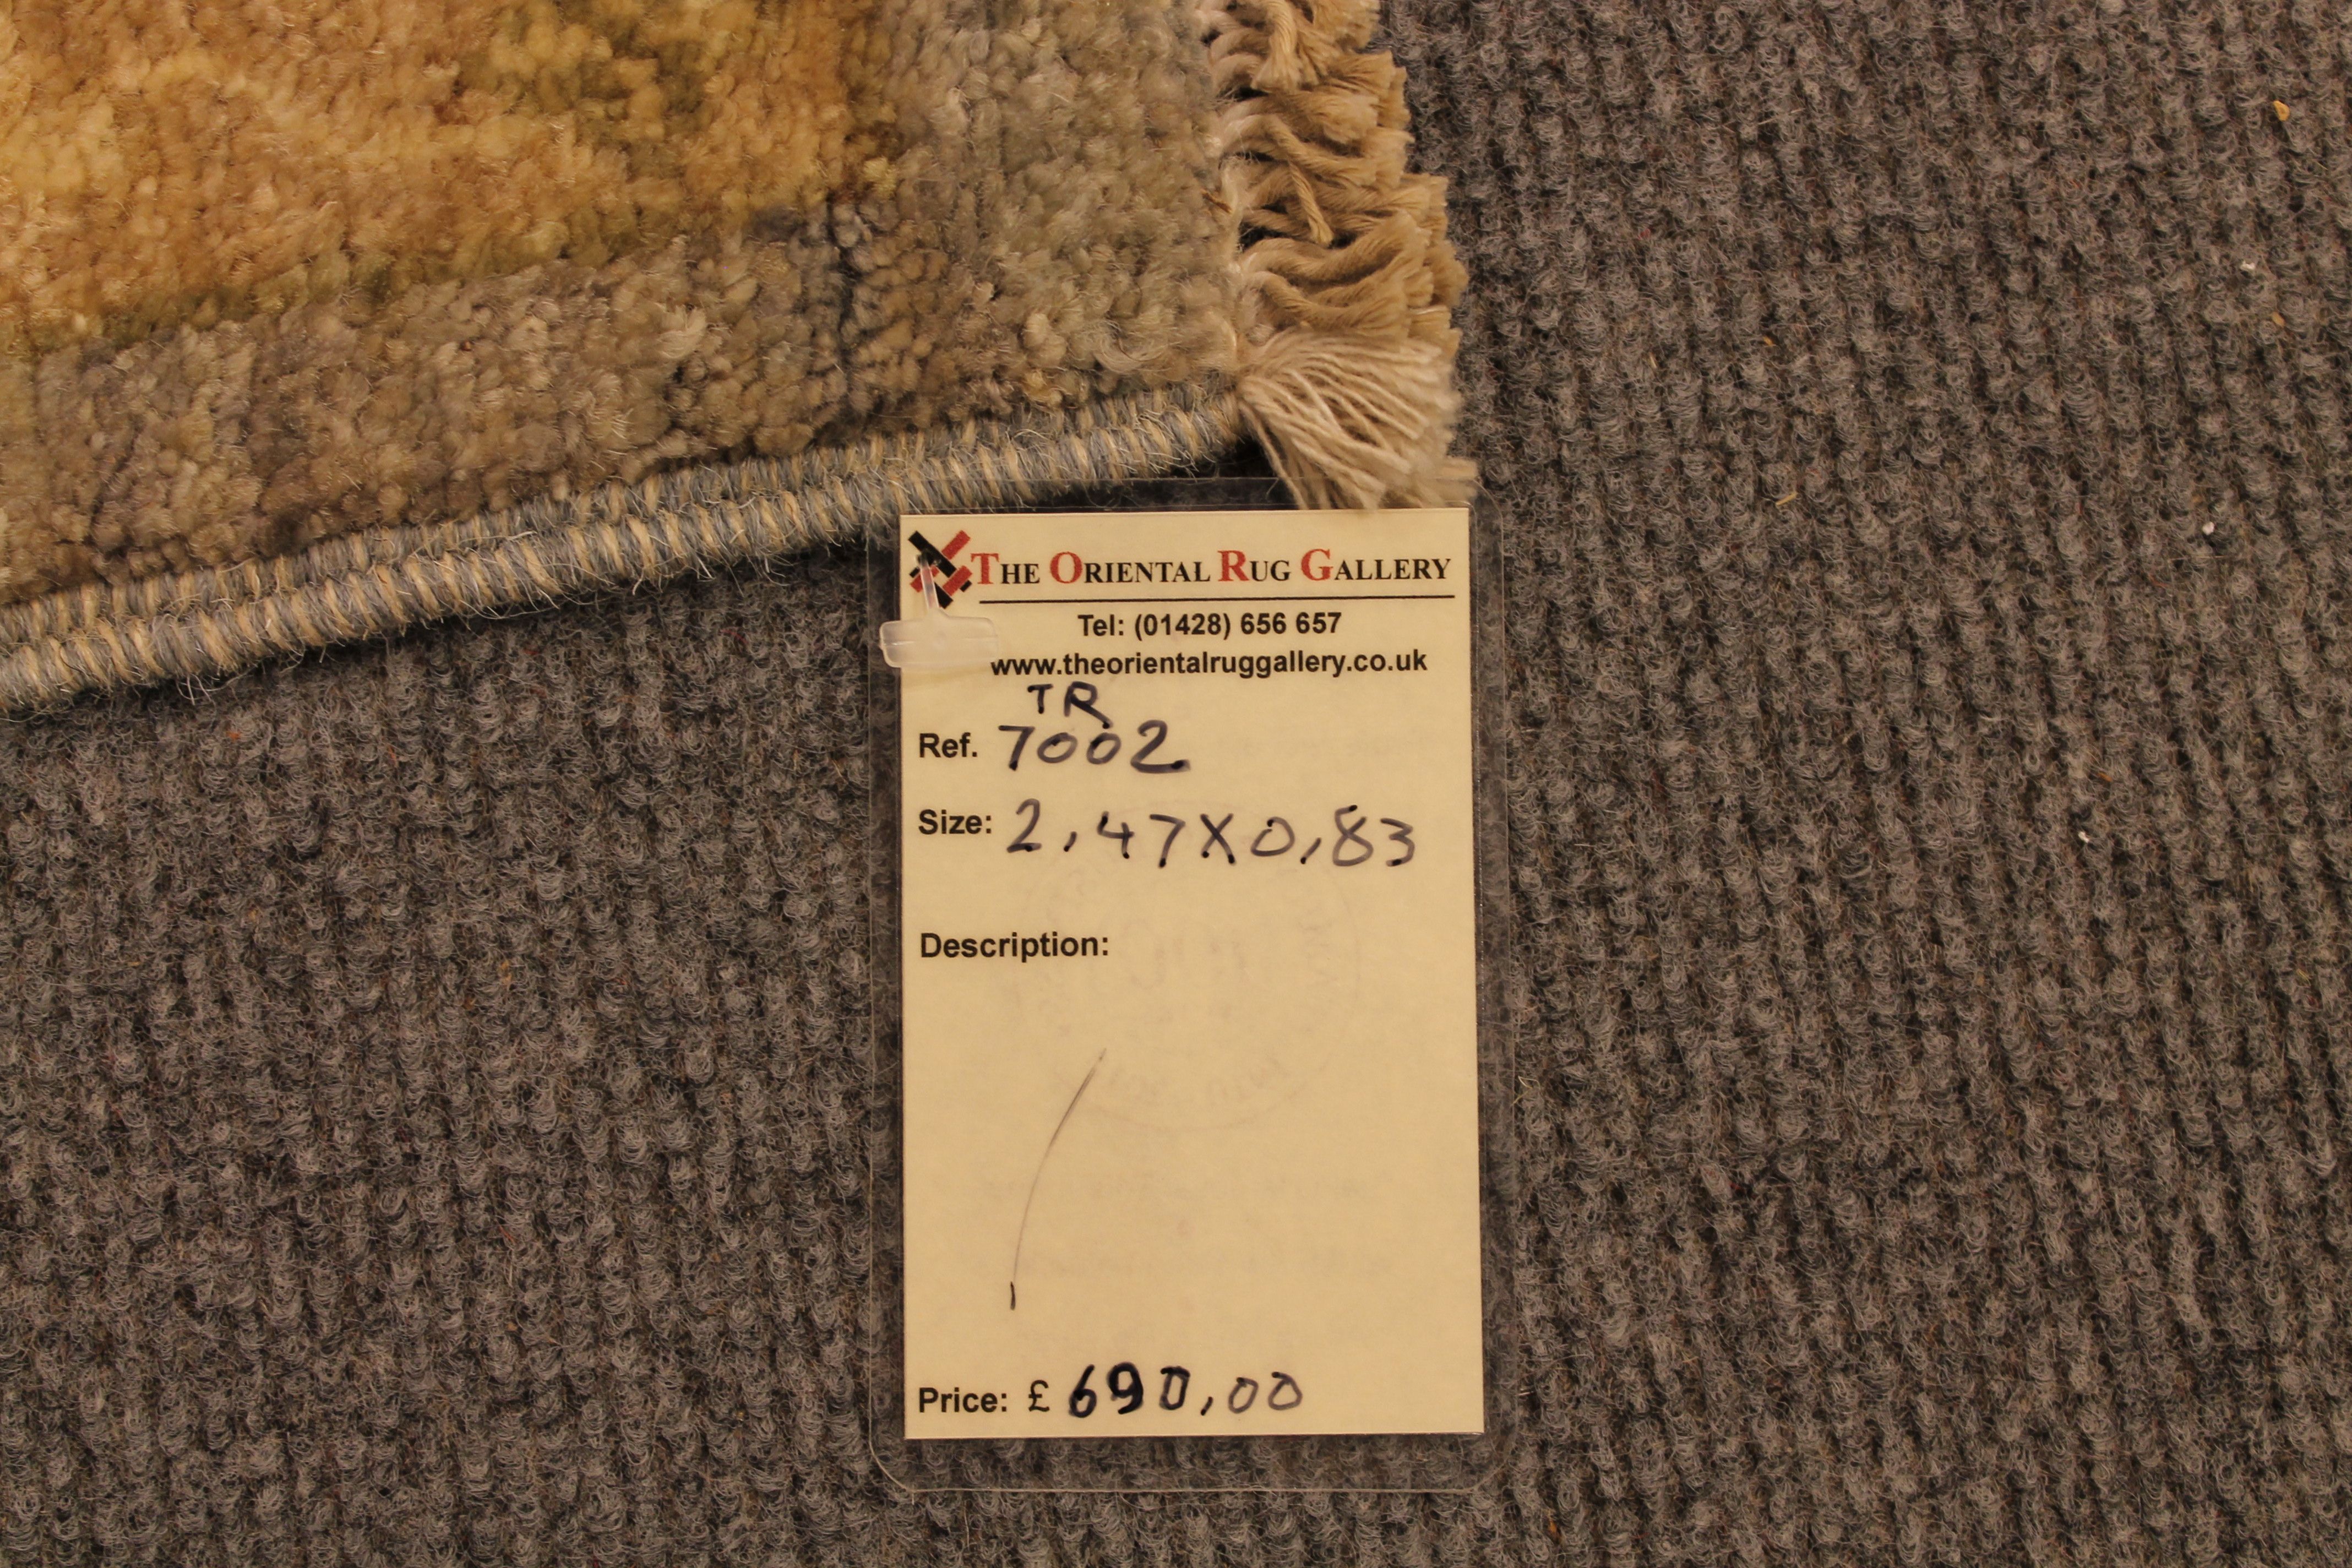 THE ORIENTAL RUG GALLERY
Tel: (01428) 656 657
www.theorientalruggallery.co.uk
TR
Ref. 7002
Size: 2,47X0,83
Description:
Price: £ 690,00